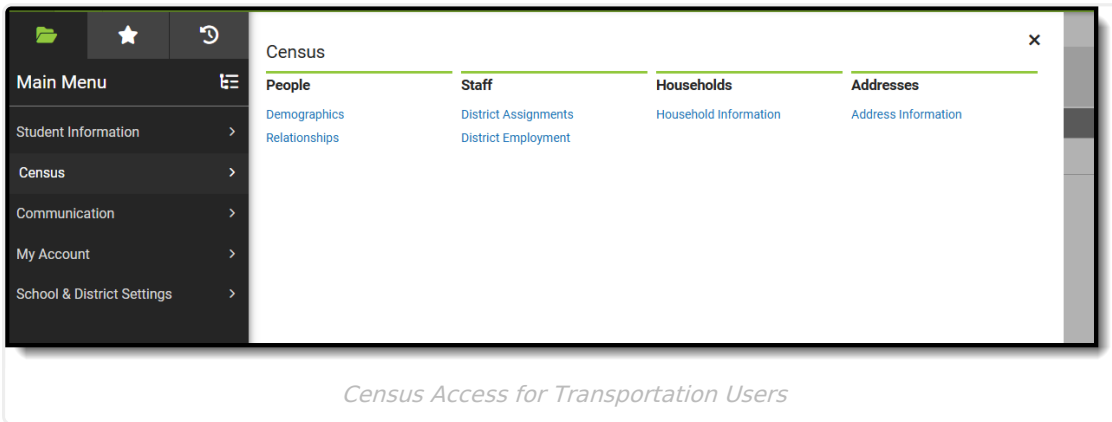 Main Menu
Student Information
Census
Communication
My Account
School & District Settings
Census
People
Demographics
Relationships
Staff
District Assignments
District Employment
Households
Household Information
Addresses
Address Information
Census Access for Transportation Users